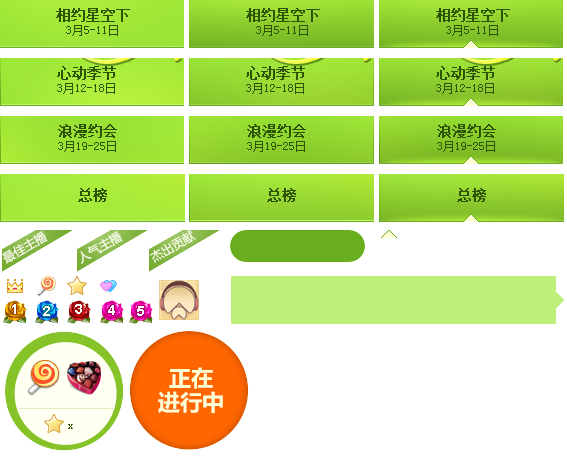 相约星空下 相约星空下 相约星空下
3月5-11日 3月5-11日 3月5-11日
心动季节 心动季节 心动季节
3月12-18日 3月12-18日 3月12-18日
浪漫约会 浪漫约会 浪漫约会
3月19-25日 3月19-25日 3月19-25日
总榜 总榜 总榜
最佳主播 人气主播 杰出贡献
1 2 3 4 5
正在
进行中
x